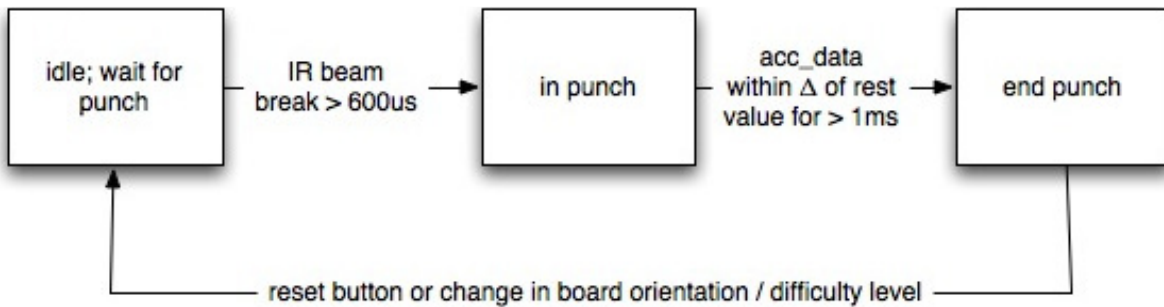 idle; wait for
punch
IR beam
break > 600us
in punch
acc_data
within Δ of rest
value for > 1ms
end punch
reset button or change in board orientation / difficulty level